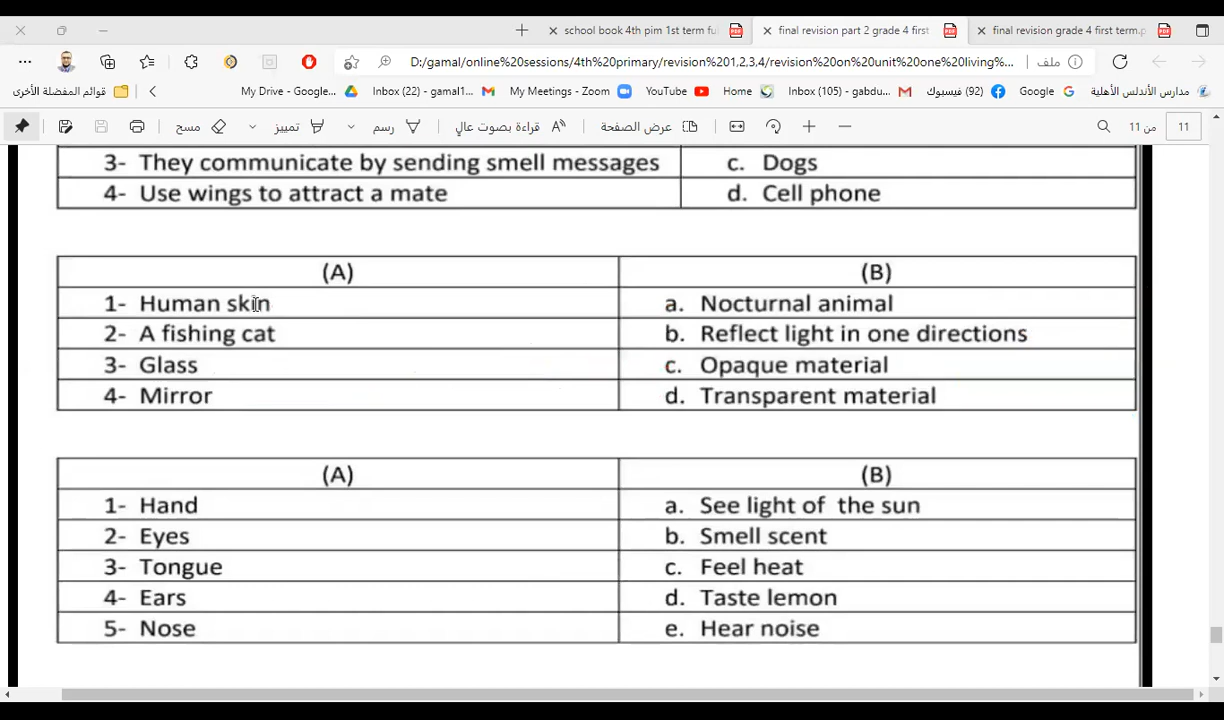 school book 4th pim 1st term ful
final revision part 2 grade 4 first
final revision grade 4 first term.p
D:/gamal/online%20sessions/4th%20primary/revision%201,2,3,4/revision%20on%20unit%20one%20living%... ملف
قوائم المفضلة الأخرى My Drive - Google... Inbox (22) - gamal1... My Meetings - Zoom YouTube Home Inbox (105) - gabdu... (92) فيسبوك Google مدارس الأندلس الأهلية
مسح تمييز رسم قراءة بصوت عالٍ عرض الصفحة من 11 11
3- They communicate by sending smell messages c. Dogs
4- Use wings to attract a mate d. Cell phone
(A) (B)
1- Human skin a. Nocturnal animal
2- A fishing cat b. Reflect light in one directions
3- Glass c. Opaque material
4- Mirror d. Transparent material
(A) (B)
1- Hand a. See light of the sun
2- Eyes b. Smell scent
3- Tongue c. Feel heat
4- Ears d. Taste lemon
5- Nose e. Hear noise